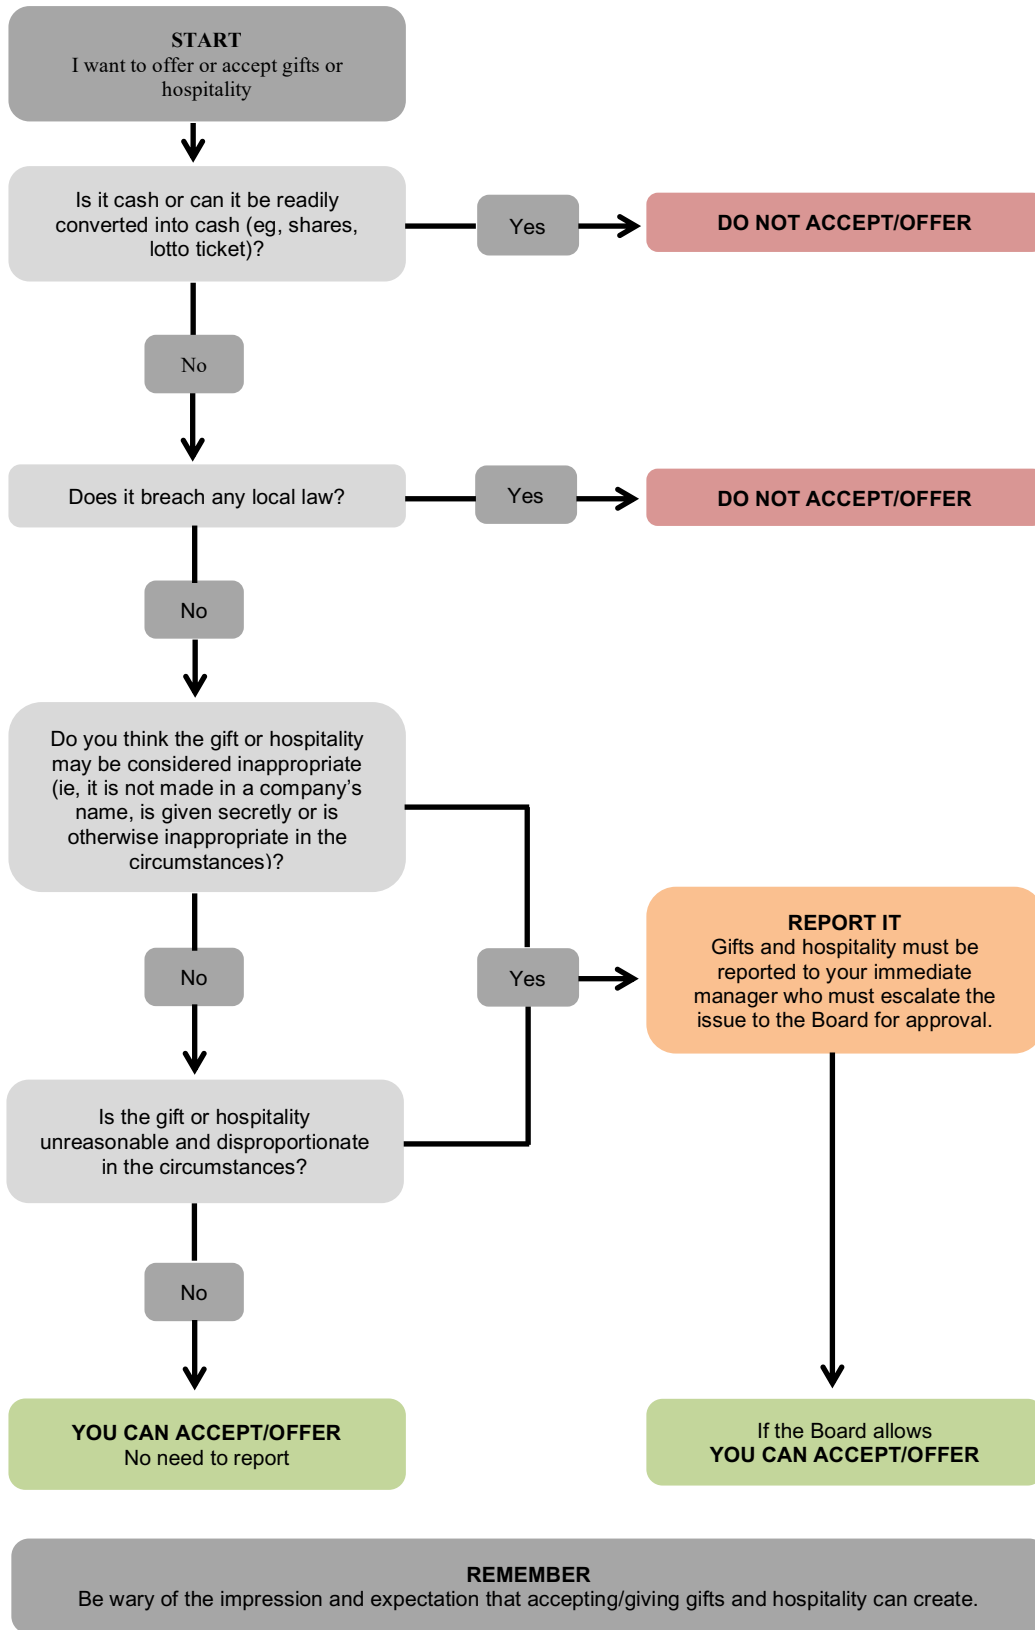 START
I want to offer or accept gifts or
hospitality
Is it cash or can it be readily
converted into cash (eg, shares,
lotto ticket)?
Yes
DO NOT ACCEPT/OFFER
No
Does it breach any local law?
Yes
DO NOT ACCEPT/OFFER
No
Do you think the gift or hospitality
may be considered inappropriate
(ie, it is not made in a company’s
name, is given secretly or is
otherwise inappropriate in the
circumstances)?
No
Yes
REPORT IT
Gifts and hospitality must be
reported to your immediate
manager who must escalate the
issue to the Board for approval.
Is the gift or hospitality
unreasonable and disproportionate
in the circumstances?
No
YOU CAN ACCEPT/OFFER
No need to report
If the Board allows
YOU CAN ACCEPT/OFFER
REMEMBER
Be wary of the impression and expectation that accepting/giving gifts and hospitality can create.